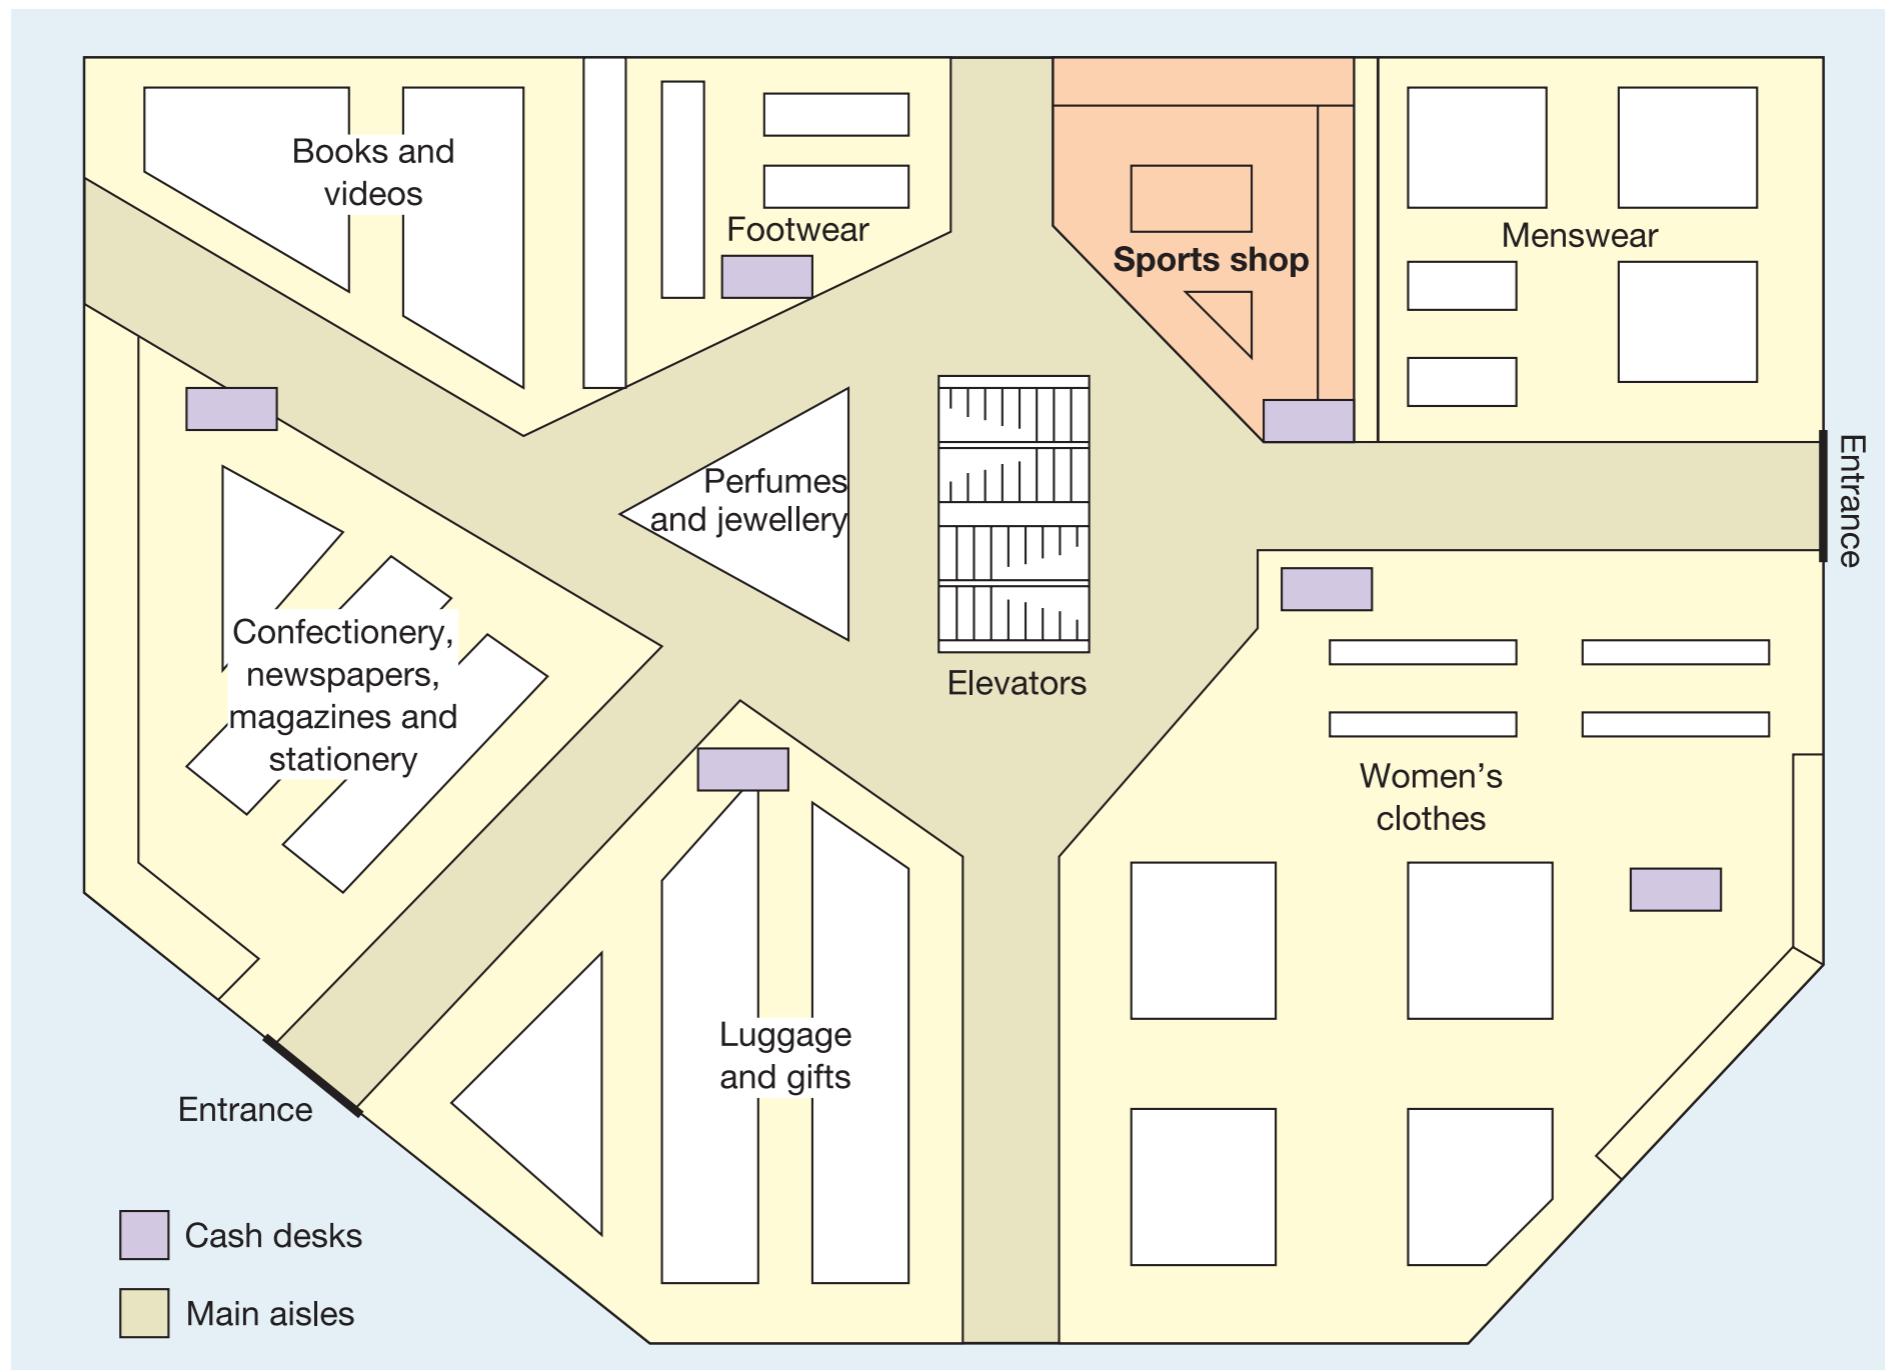 Books and
videos
Footwear
Sports shop
Menswear
Entrance
Perfumes
and jewellery
Elevators
Confectionery,
newspapers,
magazines and
stationery
Women’s
clothes
Luggage
and gifts
Entrance
Cash desks
Main aisles